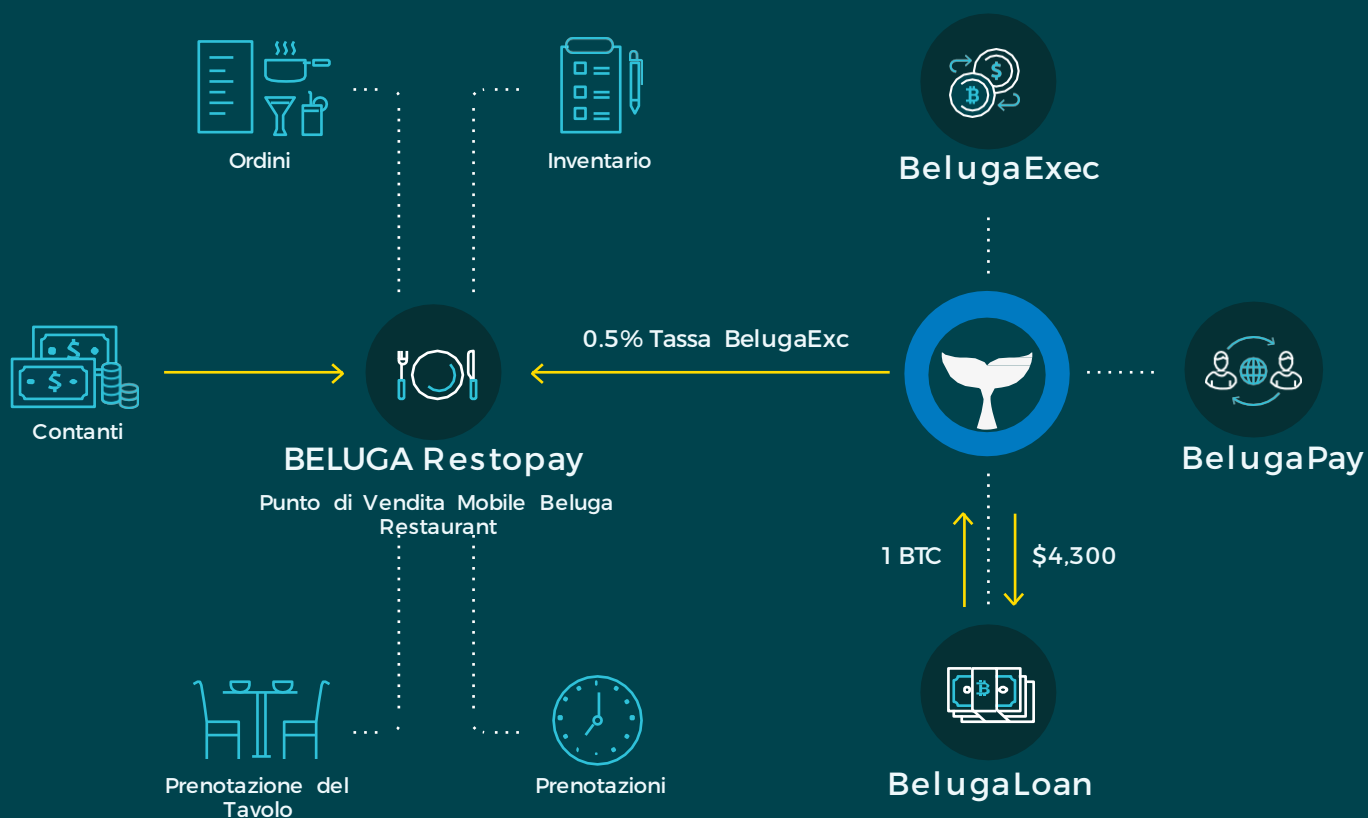 Ordini
Inventario
BelugaExec
0.5% Tassa BelugaExc
Contanti
BELUGA Restopay
BelugaPay
Punto di Vendita Mobile Beluga
Restaurant
1 BTC
$4,300
Prenotazione del
Tavolo
Prenotazioni
BelugaLoan